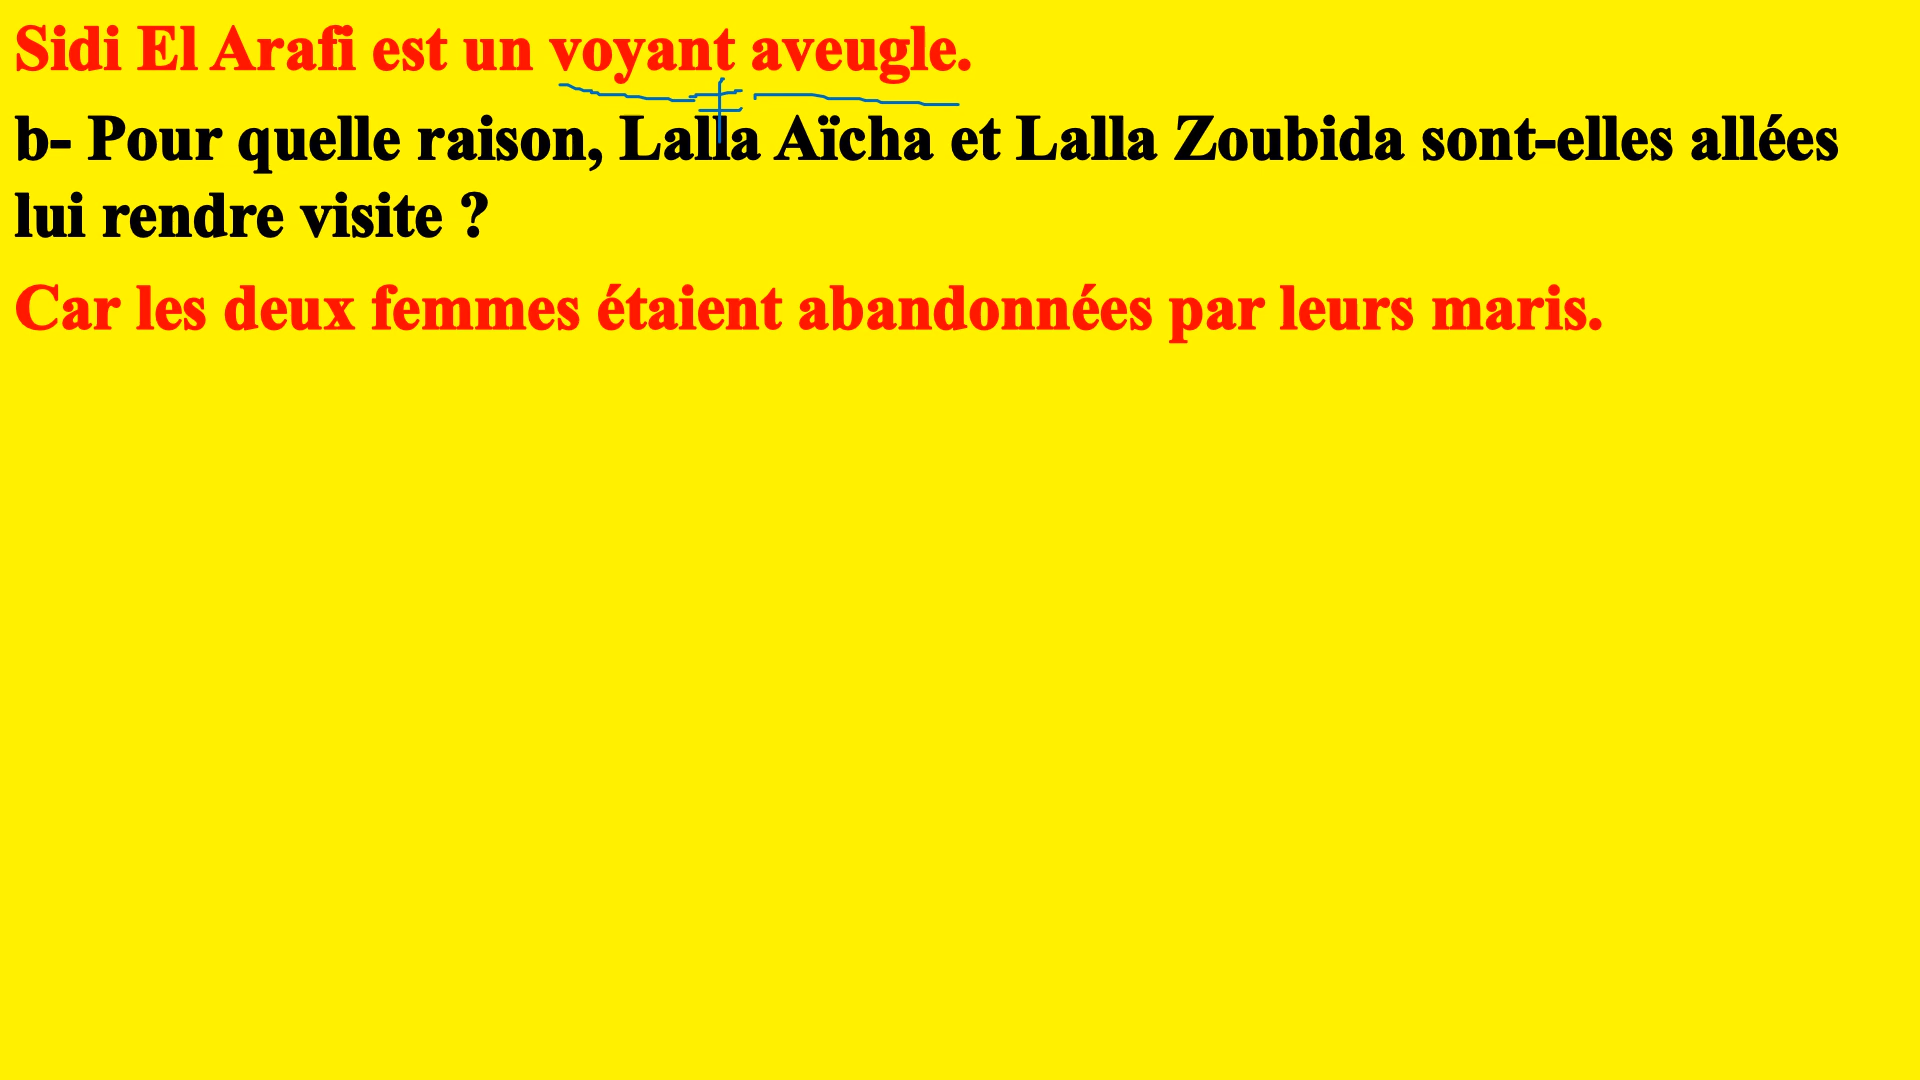 Sidi El Arafi est un voyant aveugle.
b- Pour quelle raison, Lalla Aïcha et Lalla Zoubida sont-elles allées
lui rendre visite ?
Car les deux femmes étaient abandonnées par leurs maris.